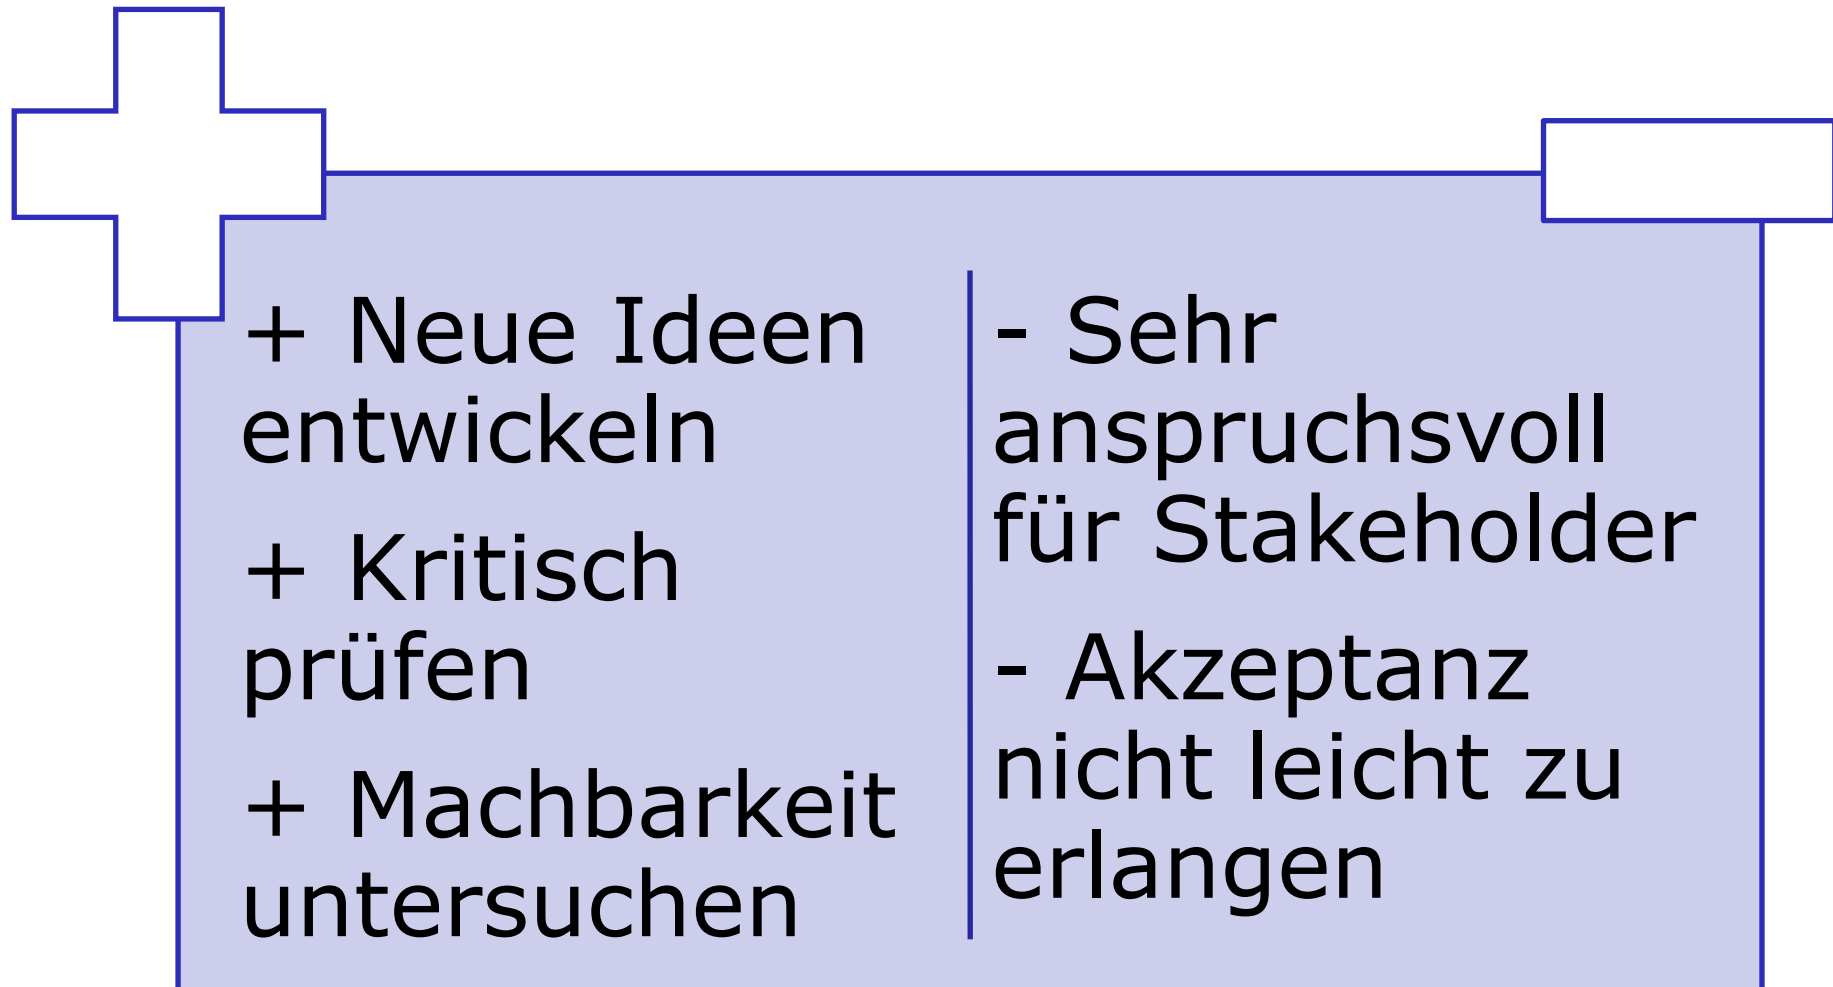 + Neue Ideen
entwickeln
+ Kritisch
prüfen
+ Machbarkeit
untersuchen
- Sehr
anspruchsvoll
für Stakeholder
- Akzeptanz
nicht leicht zu
erlangen